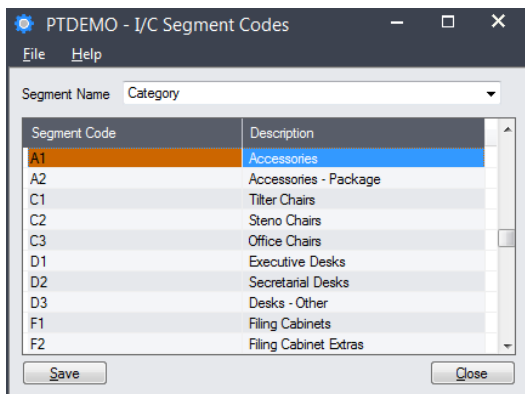 PTDEMO - I/C Segment Codes
File Help
Segment Name Category
Segment Code Description
A1 Accessories
A2 Accessories - Package
C1 Tilter Chairs
C2 Steno Chairs
C3 Office Chairs
D1 Executive Desks
D2 Secretarial Desks
D3 Desks - Other
F1 Filing Cabinets
F2 Filing Cabinet Extras
Save Close